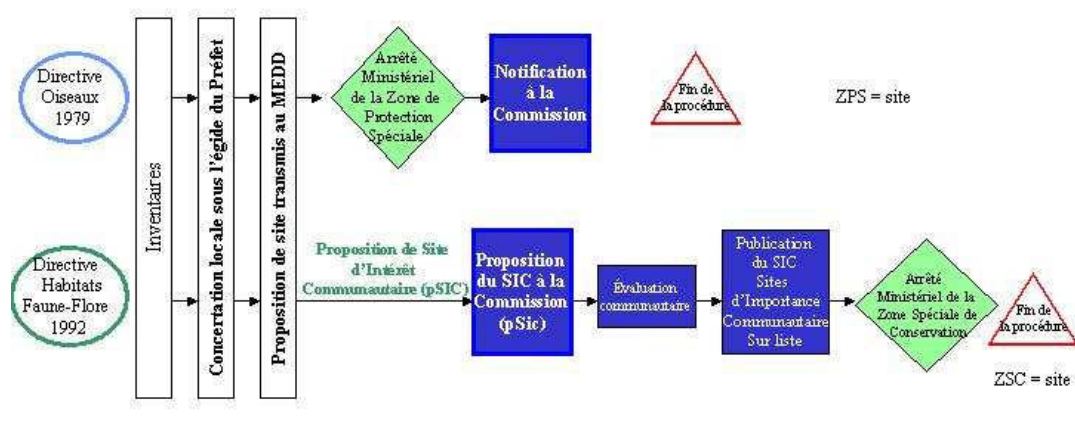 Directive
Oiseaux
1979
Directive
Habitats
Faune-Flore
1992
Inventaires
Concertation locale sous l'égide du Préfet
Proposition de site transmis au MEDD
Arrêté
Ministériel
de la Zone de
Protection
Spéciale
Notification
à la
Commission
Fin de
la procédure
ZPS = site
Proposition de Site
d'Intérêt
Communautaire (pSIC)
Proposition
du SIC à la
Commission
(pSic)
Évaluation
communautaire
Publication
du SIC
Sites
d'Importance
Communautaire
Sur liste
Arrêté
Ministériel de la
Zone Spéciale de
Conservation
Fin de
la procédure
ZSC = site